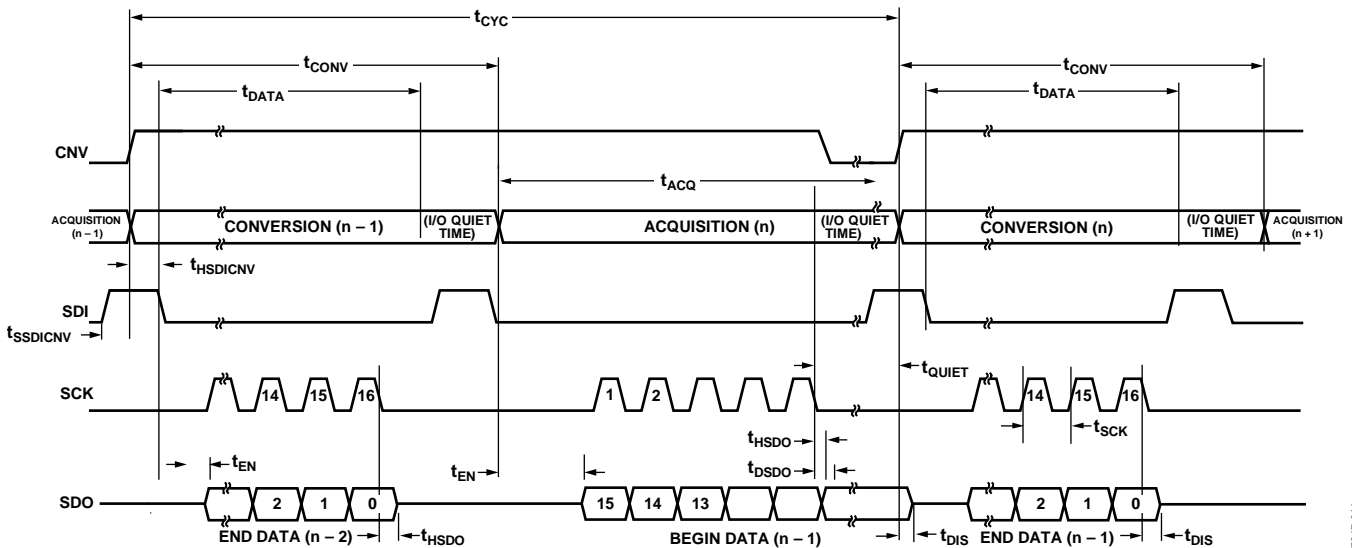 tCYC
tCONV tCONV
tDATA tDATA
CNV
tACQ
ACQUISITION (n – 1) CONVERSION (n – 1) (I/O QUIET TIME) ACQUISITION (n) (I/O QUIET TIME) CONVERSION (n) (I/O QUIET TIME) ACQUISITION (n + 1)
tHSDICNV
SDI
tSSDICNV
tQUIET
SCK 14 15 16 1 2 14 15 16
tHSDO tSCK
tEN tEN tDSDO
SDO 2 1 0 15 14 13 2 1 0
END DATA (n – 2) tHSDO BEGIN DATA (n – 1) tDIS END DATA (n – 1) tDIS